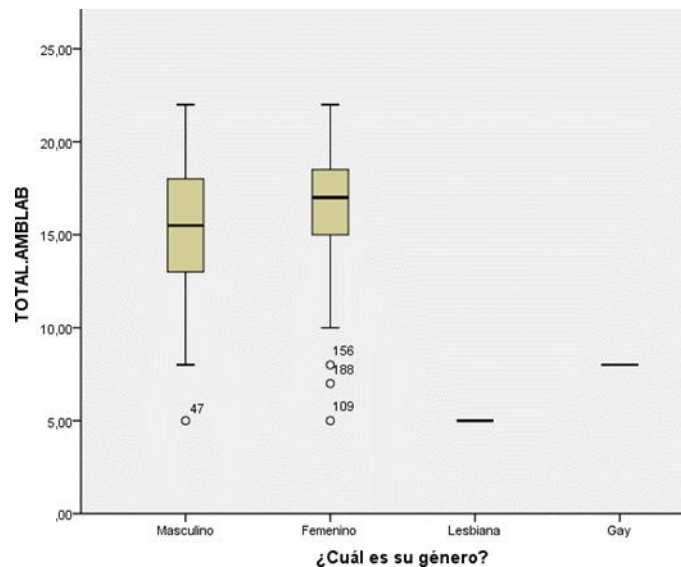 25,00
20,00
15,00
10,00
5,00
,00
TOTAL.AMBLAB
47
156
188
109
Masculino
Femenino
Lesbiana
Gay
¿Cuál es su género?